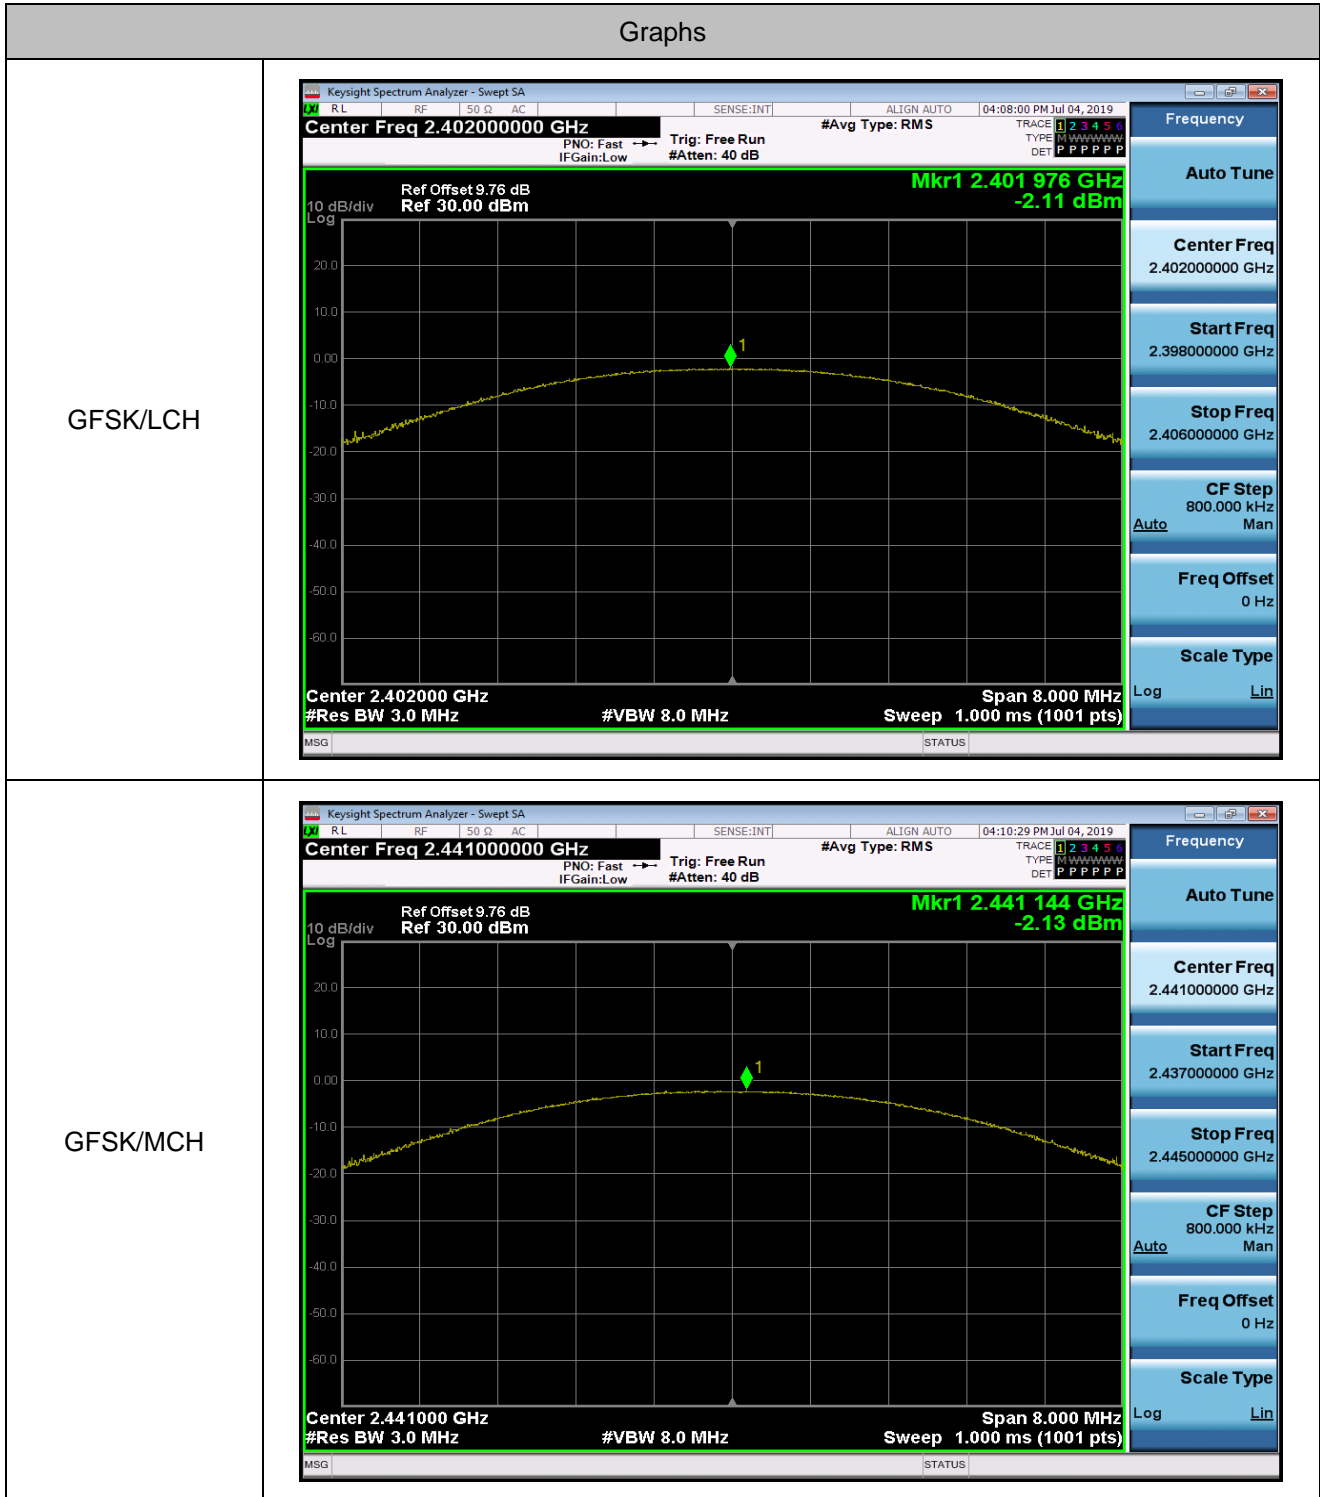 Graphs
GFSK/LCH
Keysight Spectrum Analyzer - Swept SA
LXI RL RF 50 Ω AC SENSE:INT ALIGN AUTO 04:08:00 PM Jul 04, 2019
Center Freq 2.402000000 GHz #Avg Type: RMS TRACE 1 2 3 4 5 6
PNO: Fast Trig: Free Run TYPE M WWWWW
IFGain:Low #Atten: 40 dB DET P P P P P P
Frequency
Mkr1 2.401 976 GHz
Ref Offset 9.76 dB
-2.11 dBm
10 dB/div Ref 30.00 dBm
Log
20.0
10.0
1
0.00
-10.0
-20.0
-30.0
-40.0
-50.0
-60.0
Center 2.402000 GHz Span 8.000 MHz
#Res BW 3.0 MHz #VBW 8.0 MHz Sweep 1.000 ms (1001 pts)
MSG STATUS
Auto Tune
Center Freq
2.402000000 GHz
Start Freq
2.398000000 GHz
Stop Freq
2.406000000 GHz
CF Step
800.000 kHz
Auto Man
Freq Offset
0 Hz
Scale Type
Log Lin
GFSK/MCH
Keysight Spectrum Analyzer - Swept SA
LXI RL RF 50 Ω AC SENSE:INT ALIGN AUTO 04:10:29 PM Jul 04, 2019
Center Freq 2.441000000 GHz #Avg Type: RMS TRACE 1 2 3 4 5 6
PNO: Fast Trig: Free Run TYPE M WWWWW
IFGain:Low #Atten: 40 dB DET P P P P P P
Frequency
Mkr1 2.441 144 GHz
Ref Offset 9.76 dB
-2.13 dBm
10 dB/div Ref 30.00 dBm
Log
20.0
10.0
1
0.00
-10.0
-20.0
-30.0
-40.0
-50.0
-60.0
Center 2.441000 GHz Span 8.000 MHz
#Res BW 3.0 MHz #VBW 8.0 MHz Sweep 1.000 ms (1001 pts)
MSG STATUS
Auto Tune
Center Freq
2.441000000 GHz
Start Freq
2.437000000 GHz
Stop Freq
2.445000000 GHz
CF Step
800.000 kHz
Auto Man
Freq Offset
0 Hz
Scale Type
Log Lin